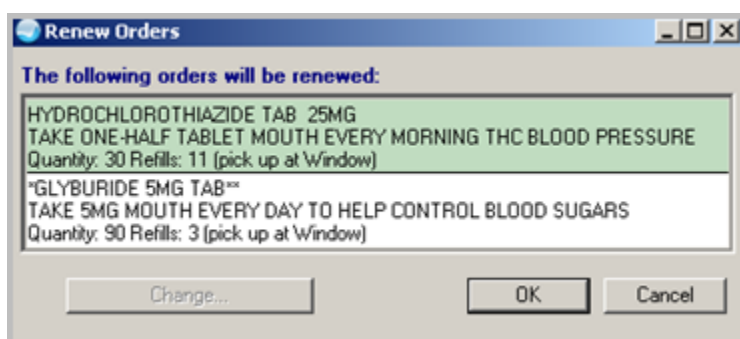 Renew Orders
The following orders will be renewed:
HYDROCHLOROTHIAZIDE TAB 25MG
TAKE ONE-HALF TABLET MOUTH EVERY MORNING THC BLOOD PRESSURE
Quantity: 30 Refills: 11 (pick up at Window)
*GLYBURIDE 5MG TAB**
TAKE 5MG MOUTH EVERY DAY TO HELP CONTROL BLOOD SUGARS
Quantity: 90 Refills: 3 (pick up at Window)
Change... OK Cancel